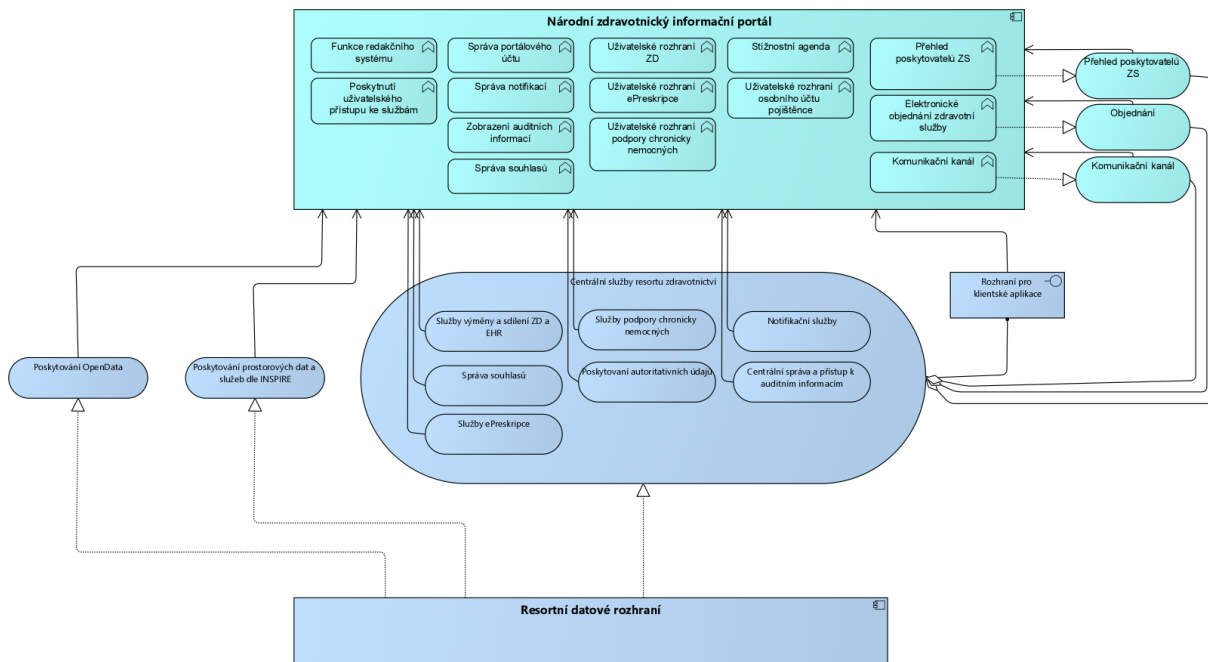 Národní zdravotnický informační portál
Funkce redakčního
systému
Poskytnutí
uživatelského
přístupu ke službám
Správa portálového
účtu
Správa notifikací
Zobrazení auditních
informací
Správa souhlasů
Uživatelské rozhraní
ZD
Uživatelské rozhraní
ePreskripce
Uživatelské rozhraní
podpory chronicky
nemocných
Stížnostní agenda
Uživatelské rozhraní
osobního účtu
pojištěnce
Přehled
poskytovatelů ZS
Elektronické
objednání zdravotní
služby
Komunikační kanál
Přehled poskytovatelů
ZS
Objednání
Komunikační kanál
Centrální služby resortu zdravotnictví
Služby výměny a sdílení ZD a
EHR
Správa souhlasů
Služby ePreskripce
Služby podpory chronicky
nemocných
Poskytovaní autoritativních údajů
Notifikační služby
Centrální správa a přístup k
auditním informacím
Rozhraní pro
klientské aplikace
Poskytování OpenData
Poskytování prostorových dat a
služeb dle INSPIRE
Resortní datové rozhraní